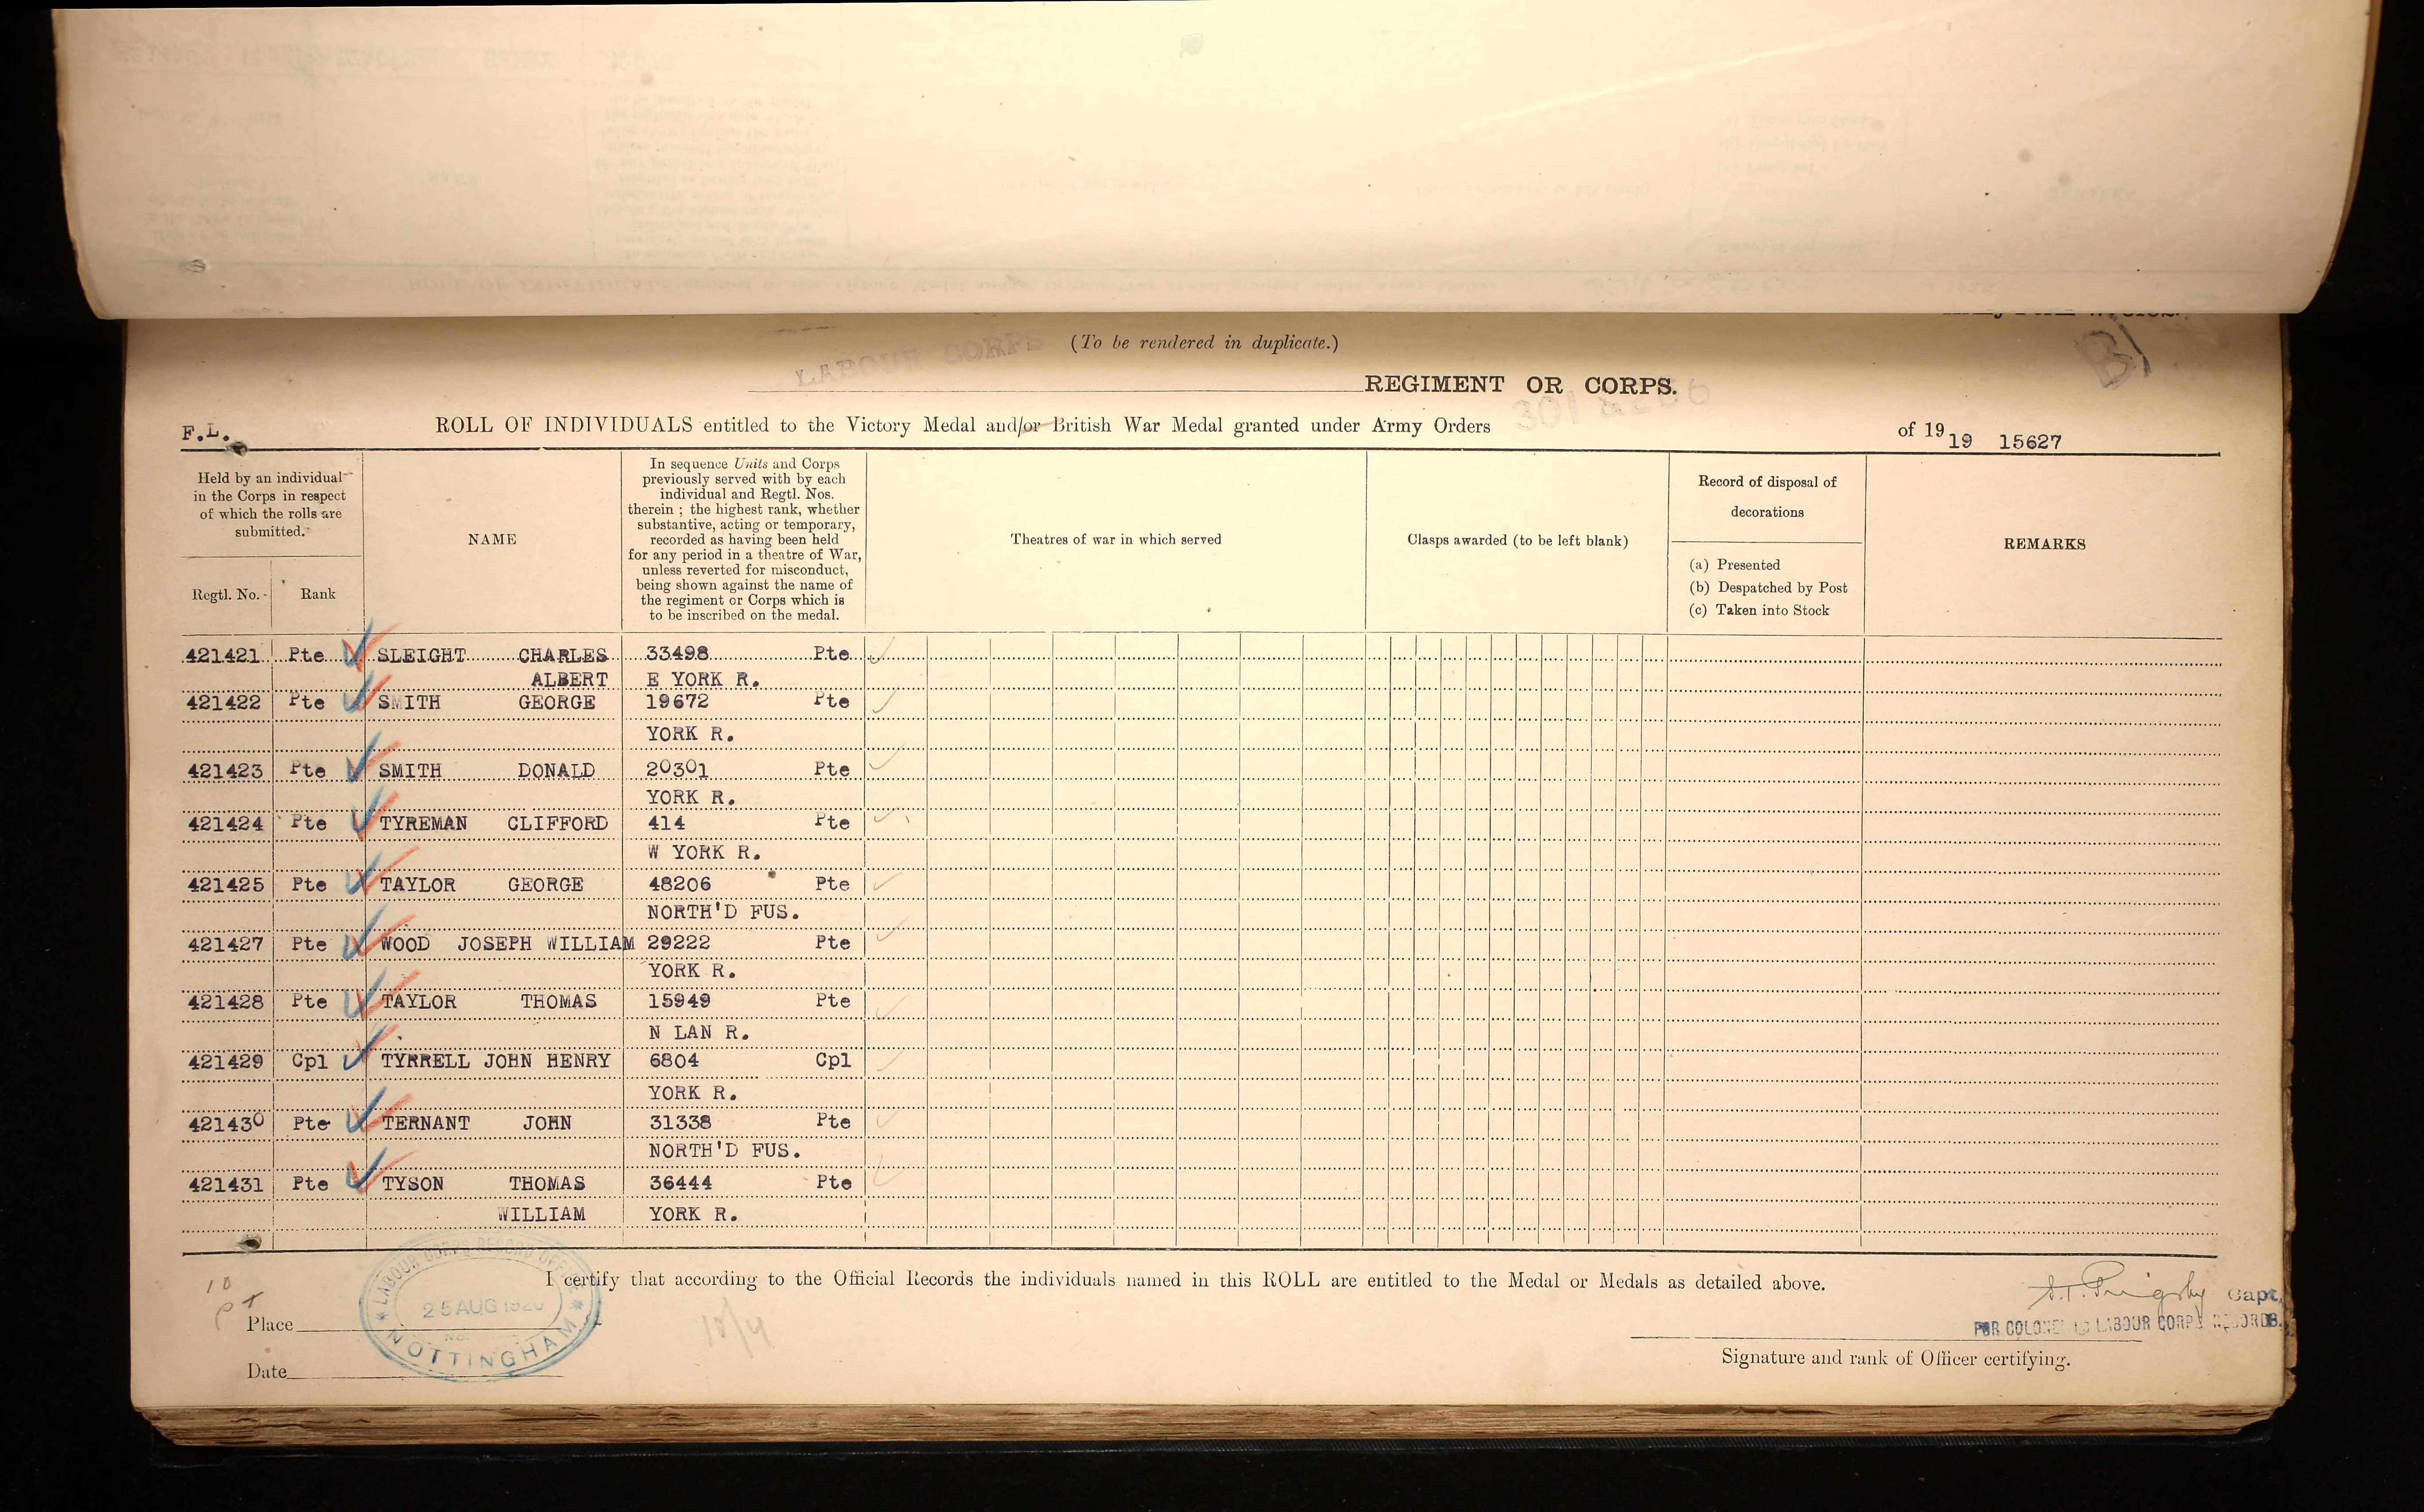 (To be rendered in duplicate.)
LABOUR CORPS
REGIMENT OR CORPS.
F.L.
ROLL OF INDIVIDUALS entitled to the Victory Medal and/or British War Medal granted under Army Orders 301 & 266 of 1919 15627
Held by an individual
in the Corps in respect
of which the rolls are
submitted.
Regtl. No.
Rank
NAME
In sequence Units and Corps
previously served with by each
individual and Regtl. Nos.
therein ; the highest rank, whether
substantive, acting or temporary,
recorded as having been held
for any period in a theatre of War,
unless reverted for misconduct,
being shown against the name of
the regiment or Corps which is
to be inscribed on the medal.
Theatres of war in which served
Clasps awarded (to be left blank)
Record of disposal of
decorations
(a) Presented
(b) Despatched by Post
(c) Taken into Stock
REMARKS
421421 Pte SLEIGHT CHARLES 33498 Pte
ALBERT E YORK R.
421422 Pte SMITH GEORGE 19672 Pte
YORK R.
421423 Pte SMITH DONALD 20301 Pte
YORK R.
421424 Pte TYREMAN CLIFFORD 414 Pte
W YORK R.
421425 Pte TAYLOR GEORGE 48206 Pte
NORTH'D FUS.
421427 Pte WOOD JOSEPH WILLIAM 29222 Pte
YORK R.
421428 Pte TAYLOR THOMAS 15949 Pte
N LAN R.
421429 Cpl TYRRELL JOHN HENRY 6804 Cpl
YORK R.
421430 Pte TERNANT JOHN 31338 Pte
NORTH'D FUS.
421431 Pte TYSON THOMAS 36444 Pte
WILLIAM YORK R.
I certify that according to the Official Records the individuals named in this ROLL are entitled to the Medal or Medals as detailed above.
LABOUR CORPS RECORD OFFICE
25 AUG 1920
NOTTINGHAM
Place
Date
10/4
Capt.
FOR COLONEL I/C LABOUR CORPS RECORDS.
Signature and rank of Officer certifying.